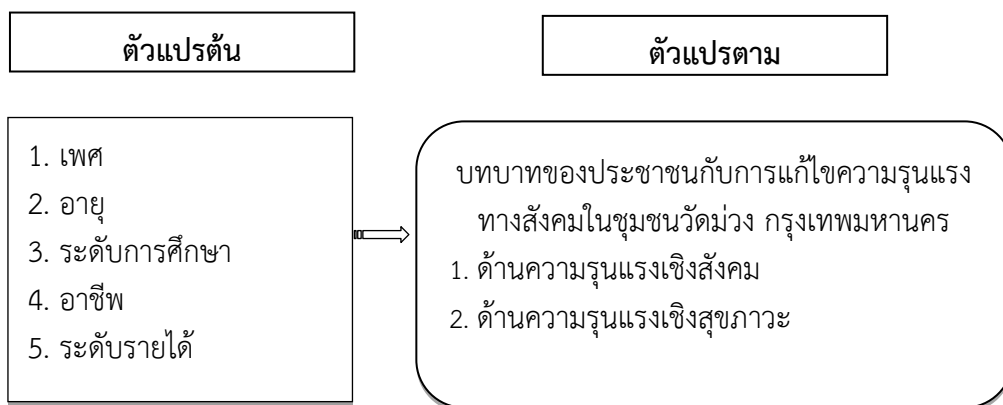 ตัวแปรต้น
ตัวแปรตาม
1. เพศ
2. อายุ
3. ระดับการศึกษา
4. อาชีพ
5. ระดับรายได้
บทบาทของประชาชนกับการแก้ไขความรุนแรง
ทางสังคมในชุมชนวัดม่วง กรุงเทพมหานคร
1. ด้านความรุนแรงเชิงสังคม
2. ด้านความรุนแรงเชิงสุขภาวะ